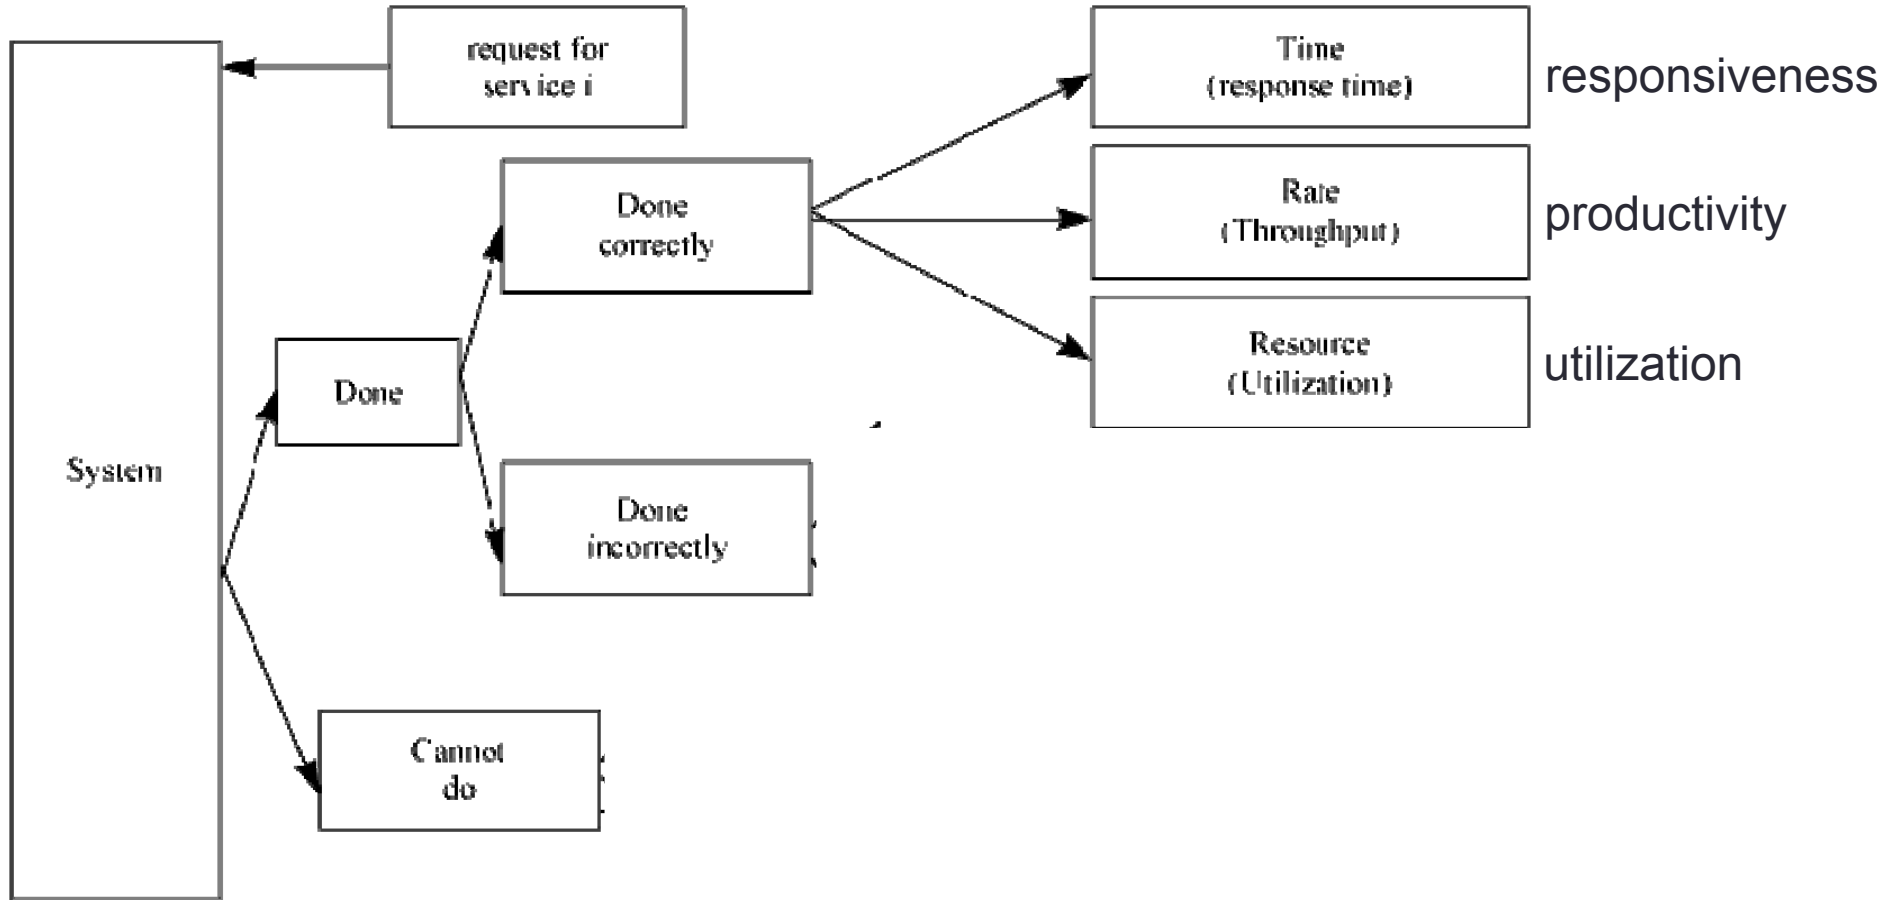 request for
service i
Time
(response time)
responsiveness
Done
correctly
Rate
(Throughput)
productivity
Resource
(Utilization)
utilization
Done
System
Done
incorrectly
Cannot
do